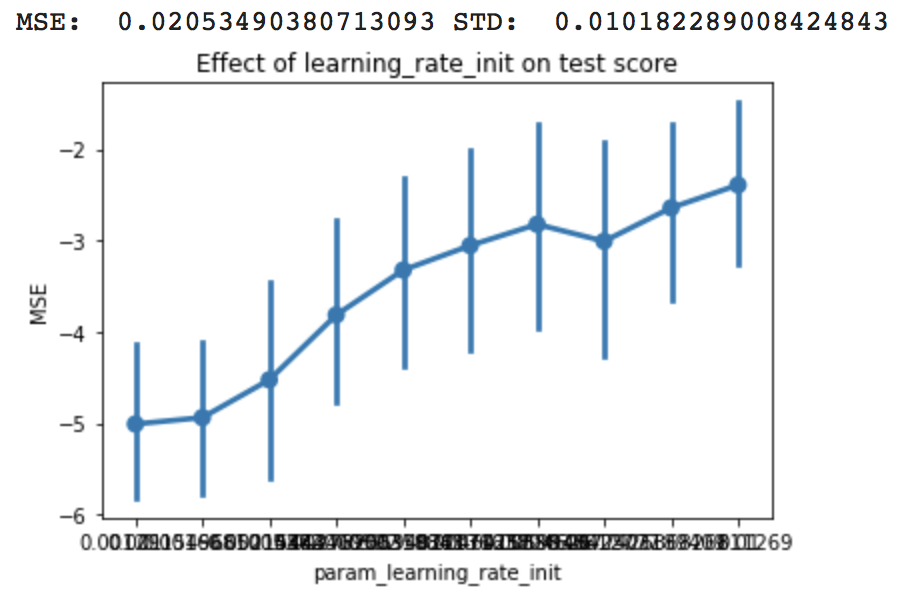 MSE: 0.02053490380713093 STD: 0.010182289008424843
Effect of learning_rate_init on test score
MSE
−2
−3
−4
−5
−6
param_learning_rate_init